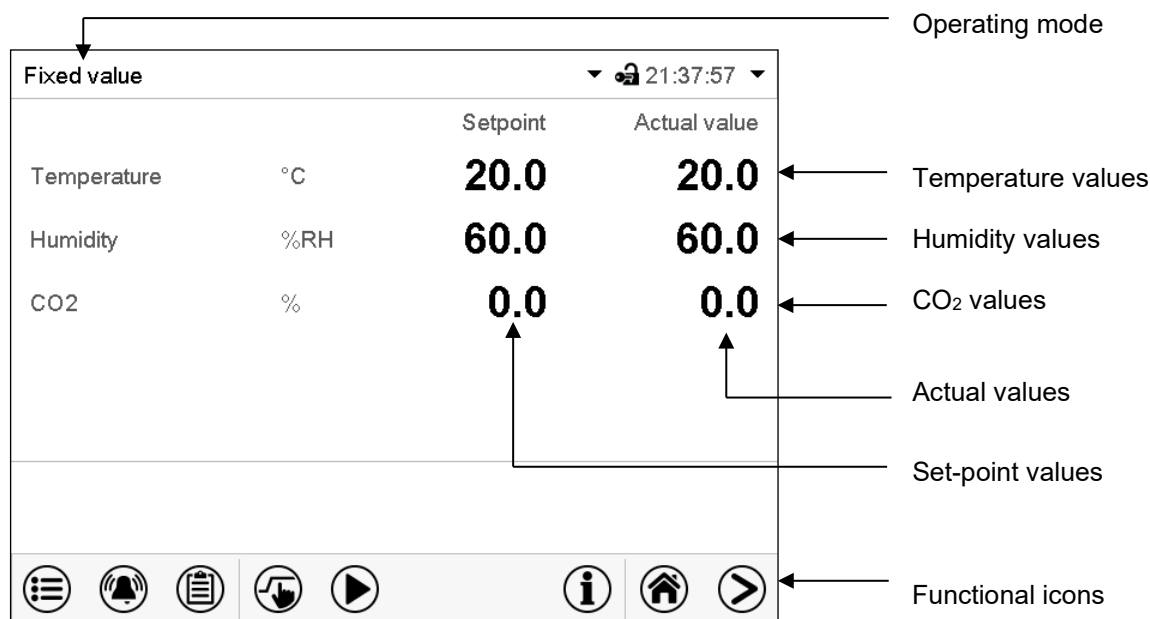 Operating mode
Fixed value 21:37:57
Setpoint Actual value
Temperature °C 20.0 20.0 Temperature values
Humidity %RH 60.0 60.0 Humidity values
CO2 % 0.0 0.0 CO₂ values
Actual values
Set-point values
Functional icons